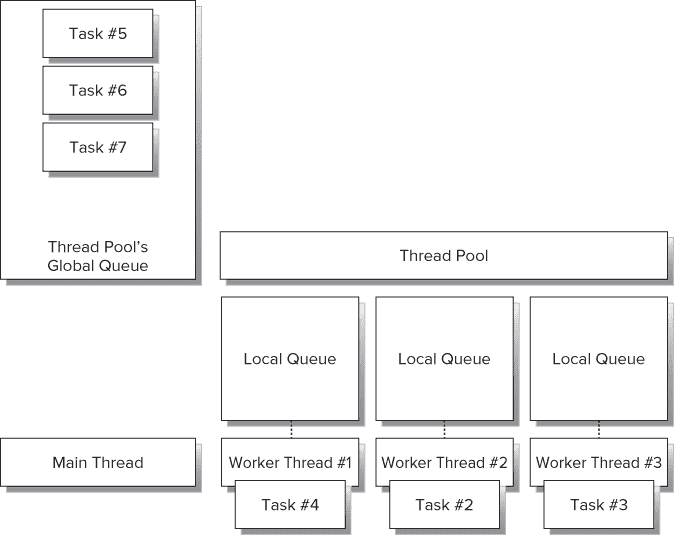 Task #5
Task #6
Task #7
Thread Pool’s
Global Queue
Thread Pool
Local Queue
Local Queue
Local Queue
Main Thread
Worker Thread #1
Worker Thread #2
Worker Thread #3
Task #4
Task #2
Task #3